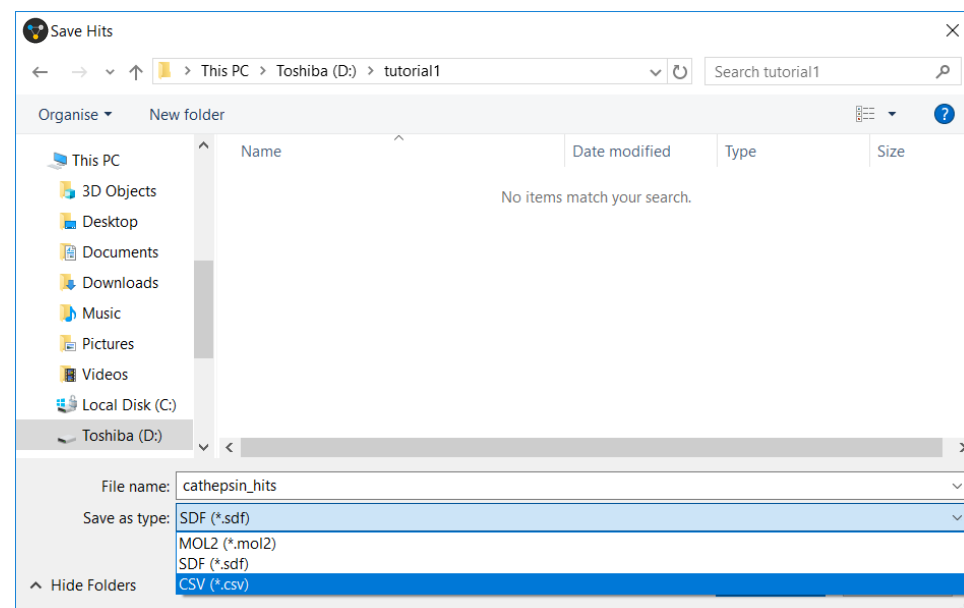 Save Hits
This PC > Toshiba (D:) > tutorial1
Search tutorial1
Organise
New folder
Name
Date modified
Type
Size
No items match your search.
This PC
3D Objects
Desktop
Documents
Downloads
Music
Pictures
Videos
Local Disk (C:)
Toshiba (D:)
File name: cathepsin_hits
Save as type: SDF (*.sdf)
MOL2 (*.mol2)
SDF (*.sdf)
CSV (*.csv)
Hide Folders